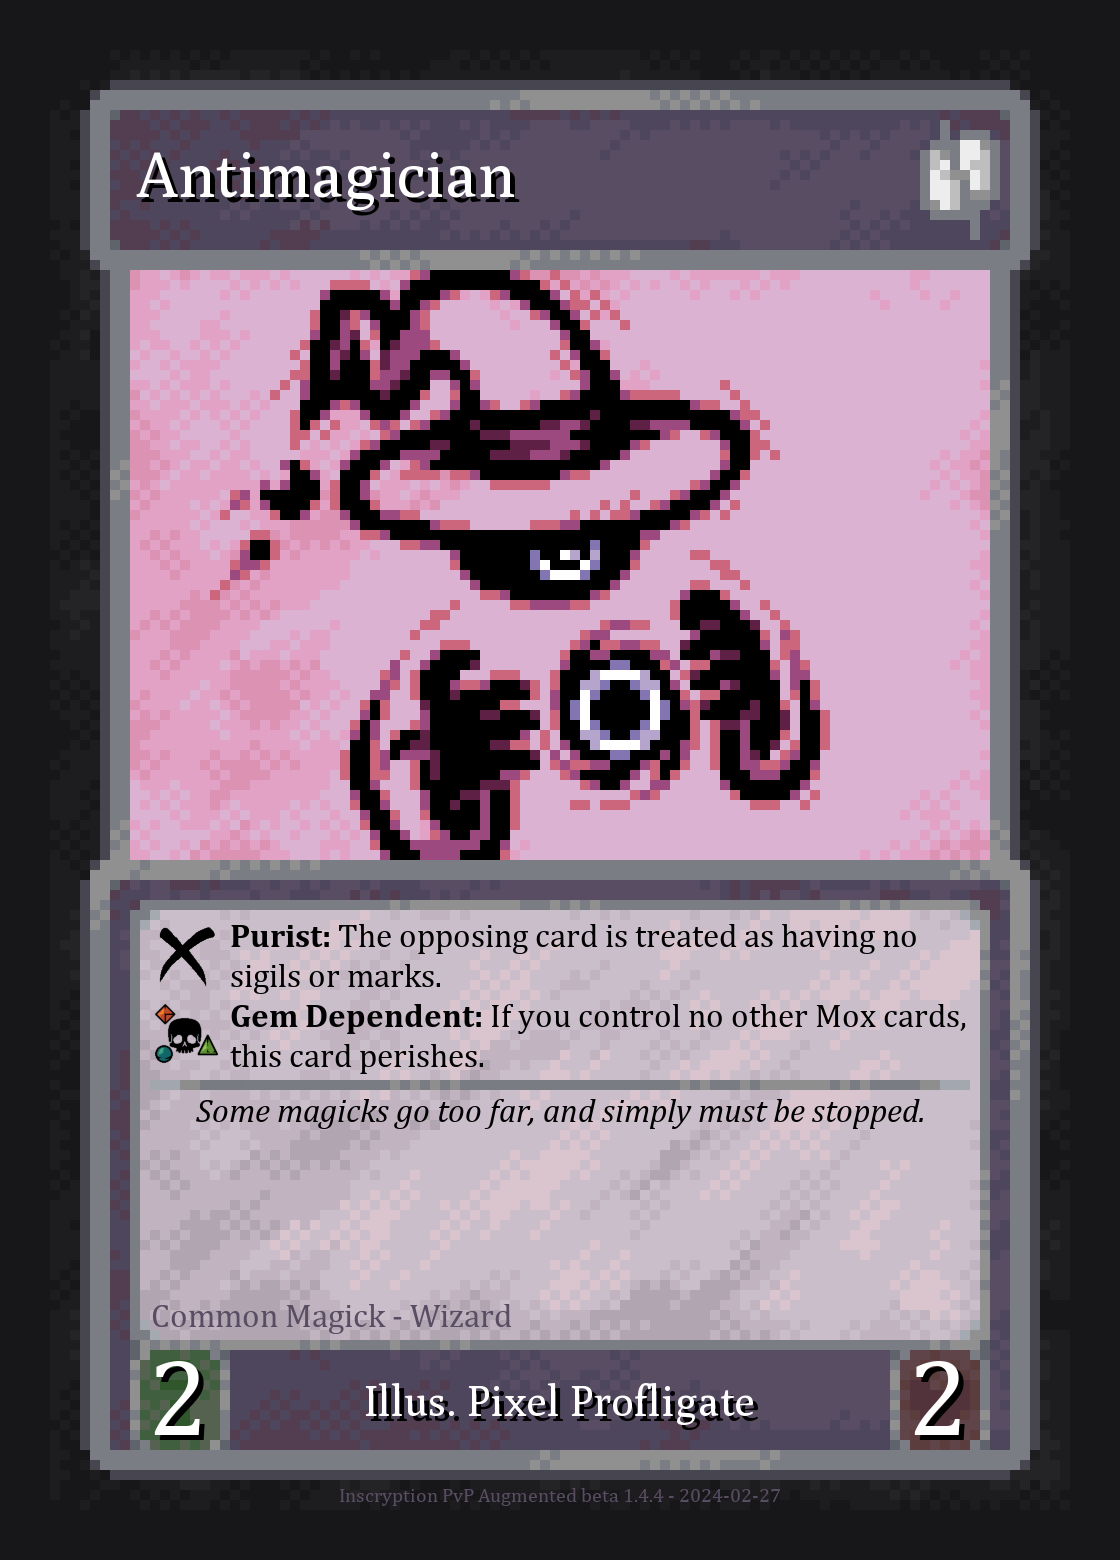 Antimagician
Purist: The opposing card is treated as having no
sigils or marks.
Gem Dependent: If you control no other Mox cards,
this card perishes.
Some magicks go too far, and simply must be stopped.
Common Magick - Wizard
2
Illus. Pixel Profligate
2
Inscryption PvP Augmented beta 1.4.4 - 2024-02-27